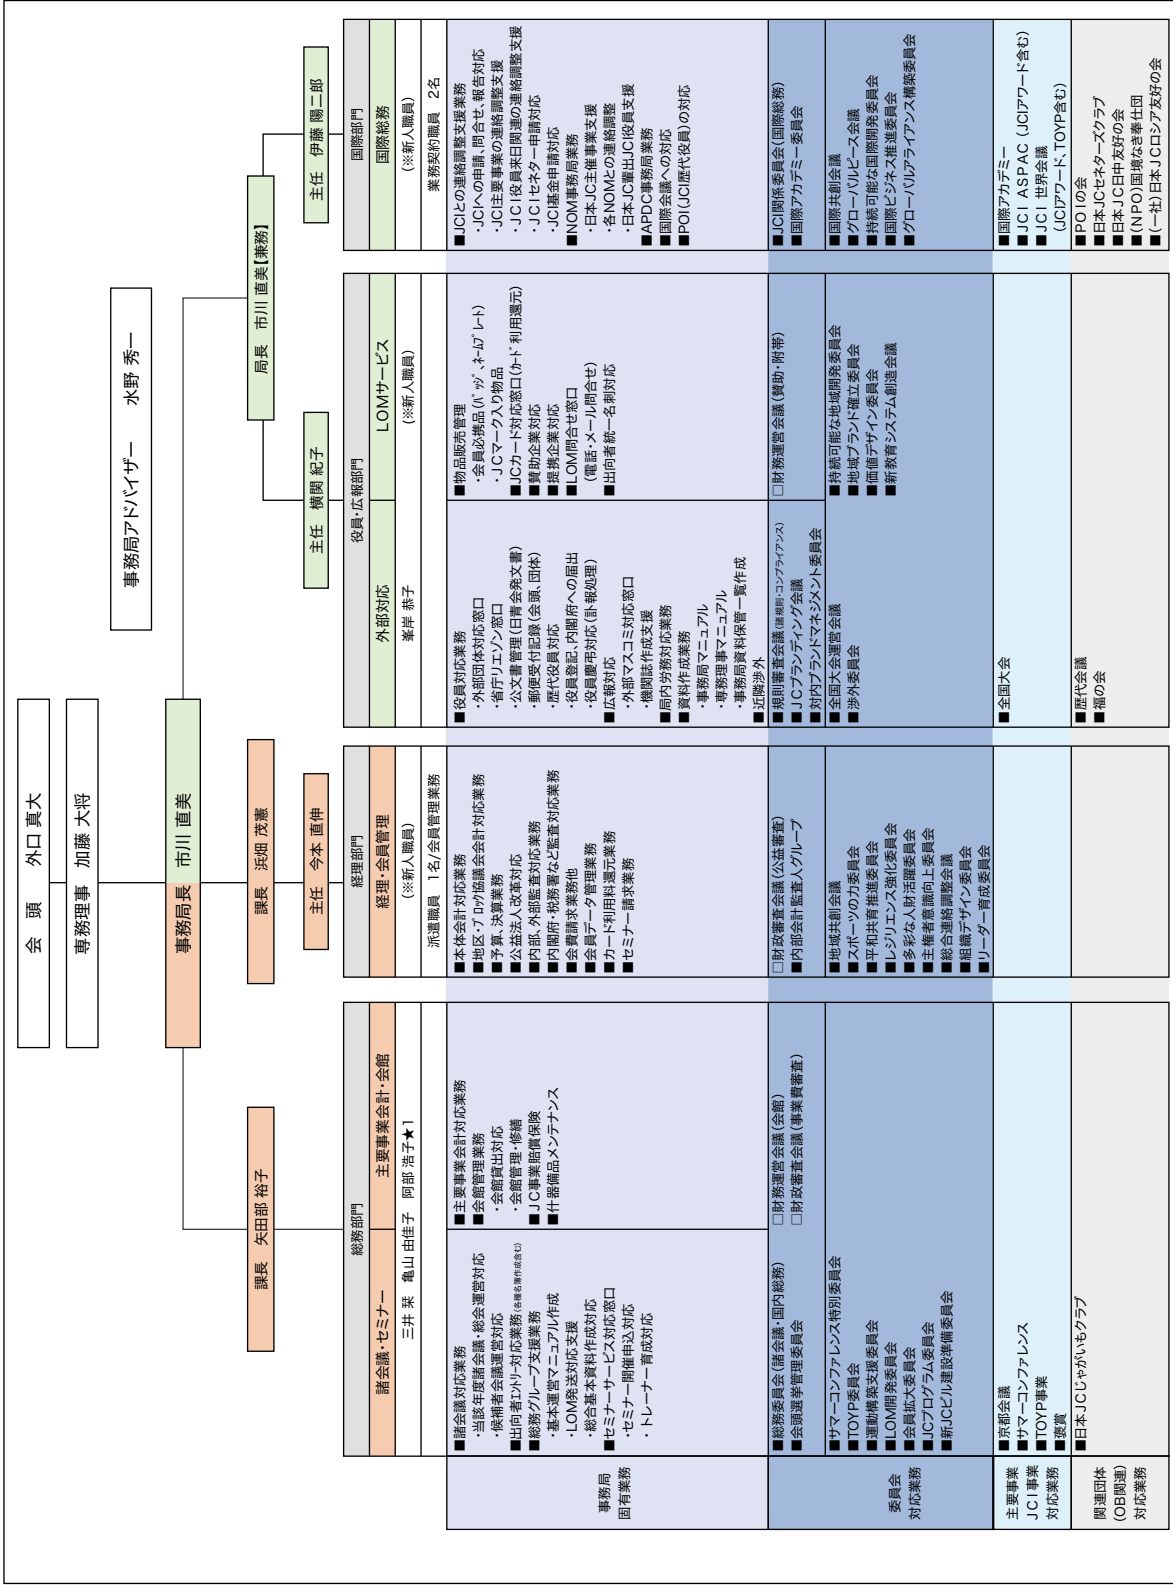 会　頭　　外口 真大
専務理事　加藤 大将
事務局アドバイザー　　水野 秀一
事務局長　市川 直美
課長　矢田部 裕子
課長　浜畑 茂憲
局長　市川 直美【兼務】
主任　今本 直伸
主任　横関 紀子
主任　伊藤 陽二郎
総務部門
経理部門
役員・広報部門
国際部門
諸会議・セミナー
主要事業会計・会館
経理・会員管理
外部対応
LOMサービス
国際総務
三井 栞　亀山 由佳子　阿部 浩子★1
(※新人職員)
派遣職員　1名/会員管理業務
峯岸 恭子
(※新人職員)
(※新人職員)
業務契約職員　2名
事務局
固有業務
■諸会議対応業務
・当該年度諸会議・総会運営対応
・候補者会議運営対応
■出向者エントリー対応業務(各種名簿作成含む)
■総務グループ支援業務
・基本運営マニュアル作成
・LOM発送対応支援
・総合基本資料作成対応
■セミナーサービス対応窓口
・セミナー開催申込対応
・トレーナー育成対応
■主要事業会計対応業務
■会館管理業務
・会館貸出対応
・会館管理・修繕
■JC事業賠償保険
■什器備品メンテナンス
■本体会計対応業務
■地区・ブロック協議会会計対応業務
■予算、決算業務
■公益法人改革対応
■内部、外部監査対応業務
■内閣府・税務署など監査対応業務
■会費請求業務他
■会員データ管理業務
■カード利用料還元業務
■セミナー請求業務
■役員対応業務
・外部団体対応窓口
・省庁リエゾン窓口
・公文書管理(日青会発文書)
・郵便受付記録(会頭、団体)
・歴代役員対応
・役員登記、内閣府への届出
・役員慶弔対応(訃報処理)
■広報対応
・外部マスコミ対応窓口
・機関誌作成支援
■局内労務対応業務
■資料作成業務
・事務局マニュアル
・専務理事マニュアル
・事務局資料保管一覧作成
■近隣渉外
■物品販売管理
・会員必携品(バッジ、ネームプレート)
・JCマーク入り物品
■JCカード対応窓口(カード利用還元)
■賛助企業対応
■提携企業対応
■LOM問合せ窓口
(電話・メール問合せ)
■出向者統一名刺対応
■JCIとの連絡調整支援業務
・JCIへの申請、問合せ、報告対応
・JCI主要事業の連絡調整支援
・JCI役員来日関連の連絡調整支援
・JCIセネター申請対応
・JCI基金申請対応
■NOM事務局業務
・日本JC主催事業支援
・各NOMとの連絡調整
・日本JC輩出JCI役員支援
■APDC事務局業務
■国際会議への対応
■POI(JCI歴代役員)の対応
委員会
対応業務
■総務委員会(諸会議・国内総務)
■会頭選挙管理委員会
□財務運営会議(会館)
□財政審査会議(事業費審査)
□財政審査会議(公益審査)
■内部会計監査人グループ
■規則審査会議(諸規則・コンプライアンス)
■JCブランディング会議
■対内ブランドマネジメント委員会
□財務運営会議(賛助・附帯)
■JCI関係委員会(国際総務)
■国際アカデミー委員会
■サマーコンファレンス特別委員会
■TOYP委員会
■運動構築支援委員会
■LOM開発委員会
■会員拡大委員会
■JCプログラム委員会
■新JCビル建設準備委員会
■地域共創会議
■スポーツの力委員会
■平和共育推進委員会
■レジリエンス強化委員会
■多彩な人財活躍委員会
■主権者意識向上委員会
■総合連絡調整会議
■組織デザイン委員会
■リーダー育成委員会
■全国大会運営会議
■渉外委員会
■持続可能な地域開発委員会
■地域ブランド確立委員会
■価値デザイン委員会
■新教育システム創造会議
■国際共創会議
■グローバルピース会議
■持続可能な国際開発委員会
■国際ビジネス推進委員会
■グローバルアライアンス構築委員会
主要事業
JCI事業
対応業務
■京都会議
■サマーコンファレンス
■TOYP事業
■褒賞
■全国大会
■国際アカデミー
■JCI ASPAC (JCIアワード含む)
■JCI 世界会議
(JCIアワード、TOYP含む)
関連団体
(OB関連)
対応業務
■日本JCじゃがいもクラブ
■歴代会議
■福の会
■POIの会
■日本JCセネターズクラブ
■日本JC日中友好の会
■(NPO)国境なき奉仕団
■(一社)日本JCロシア友好の会